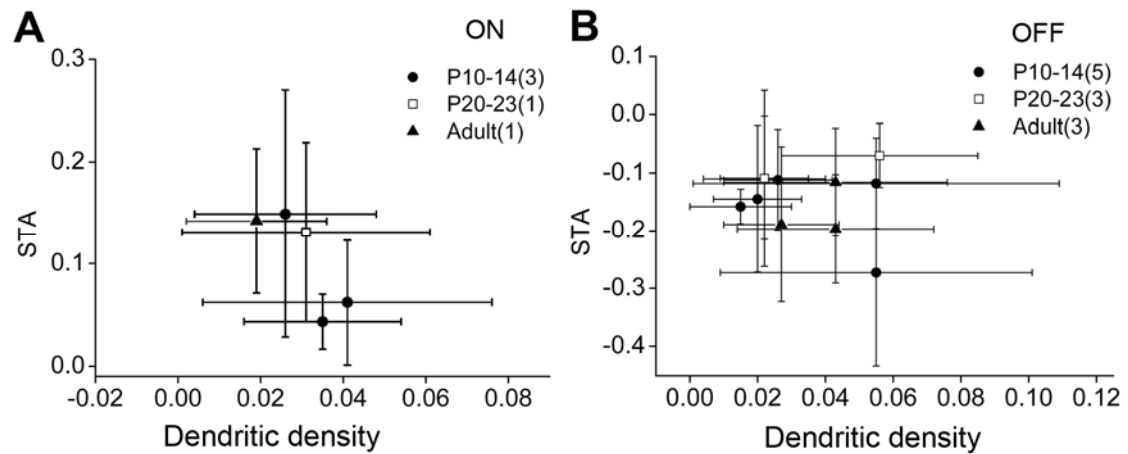 A
ON
P10-14(3)
P20-23(1)
Adult(1)
0.3
0.2
0.1
0.0
STA
-0.02 0.00 0.02 0.04 0.06 0.08
Dendritic density
B
OFF
P10-14(5)
P20-23(3)
Adult(3)
0.1
0.0
-0.1
-0.2
-0.3
-0.4
STA
0.00 0.02 0.04 0.06 0.08 0.10 0.12
Dendritic density